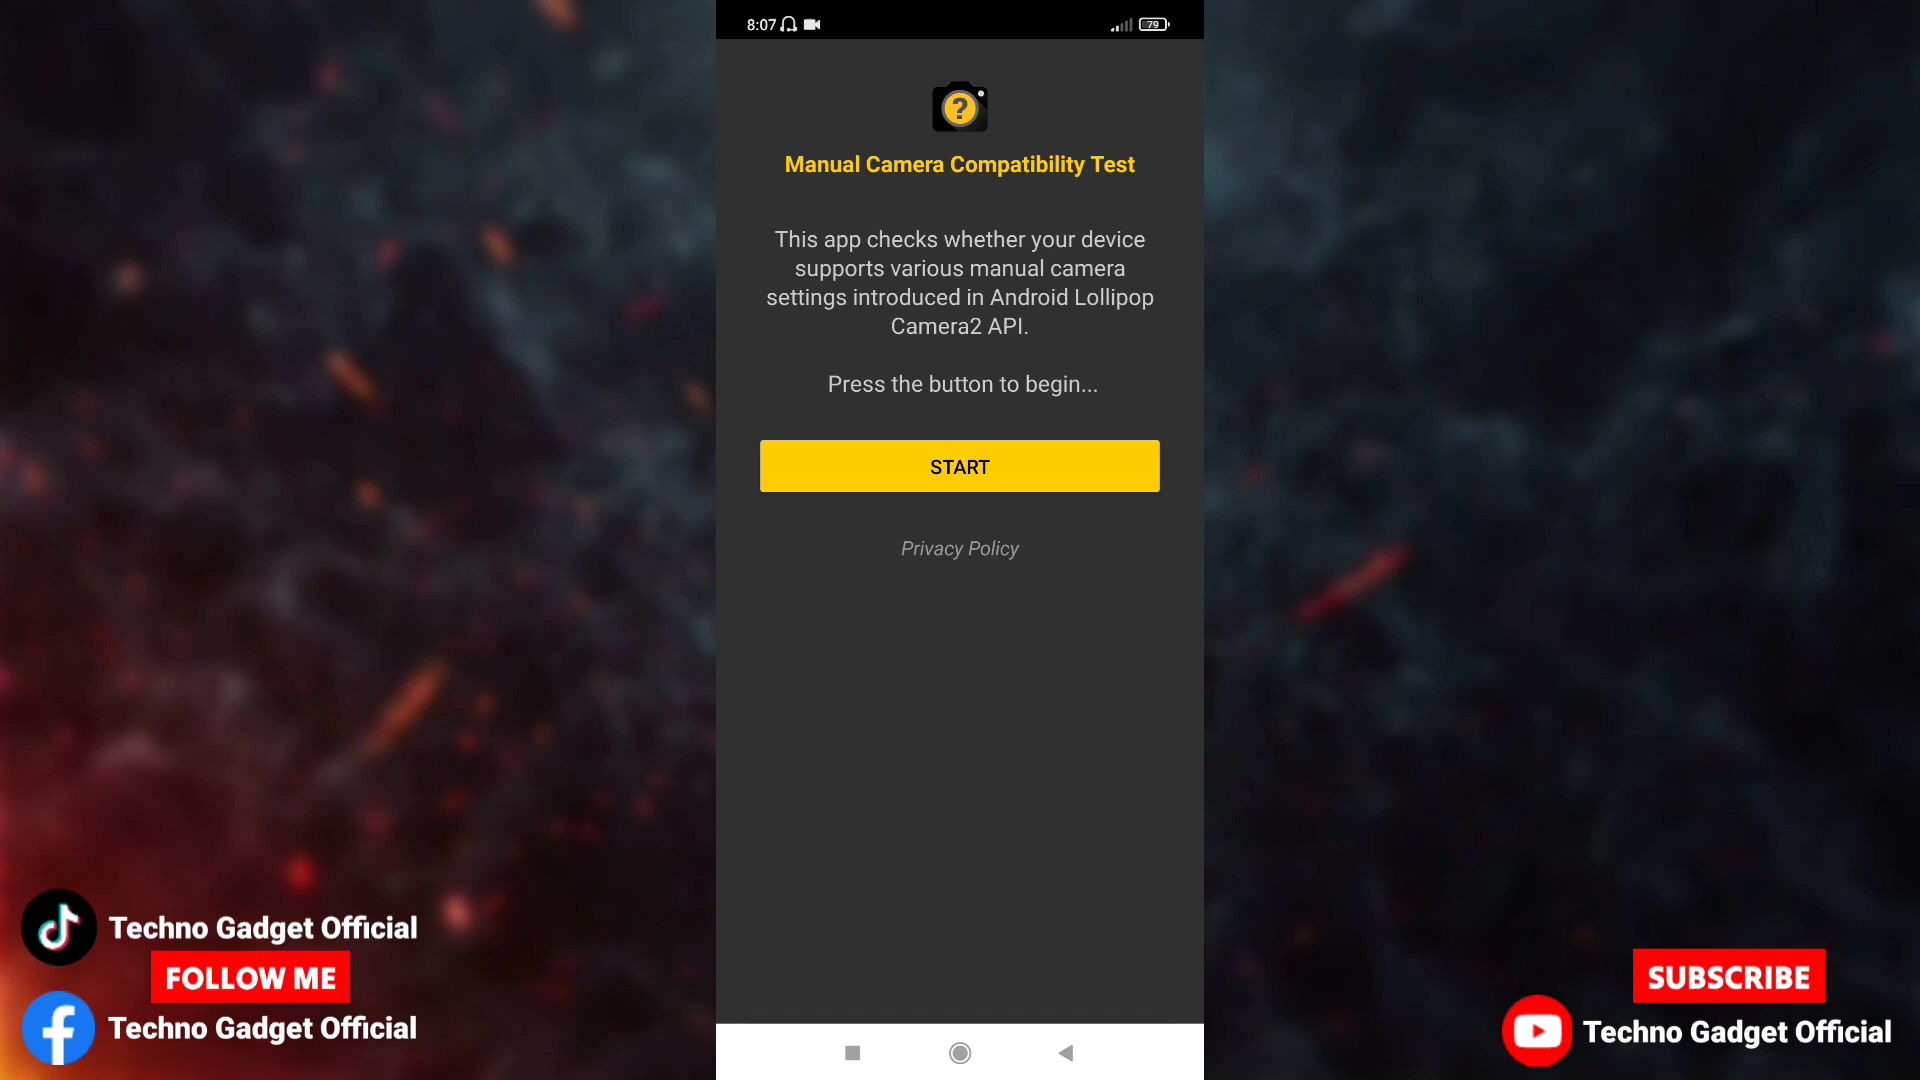 8:07
79
?
Manual Camera Compatibility Test
This app checks whether your device
supports various manual camera
settings introduced in Android Lollipop
Camera2 API.
Press the button to begin...
START
Privacy Policy
Techno Gadget Official
FOLLOW ME
Techno Gadget Official
SUBSCRIBE
Techno Gadget Official